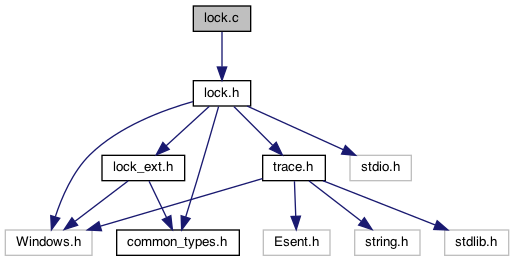 lock.c
lock.h
lock_ext.h
trace.h
stdio.h
Windows.h
common_types.h
Esent.h
string.h
stdlib.h